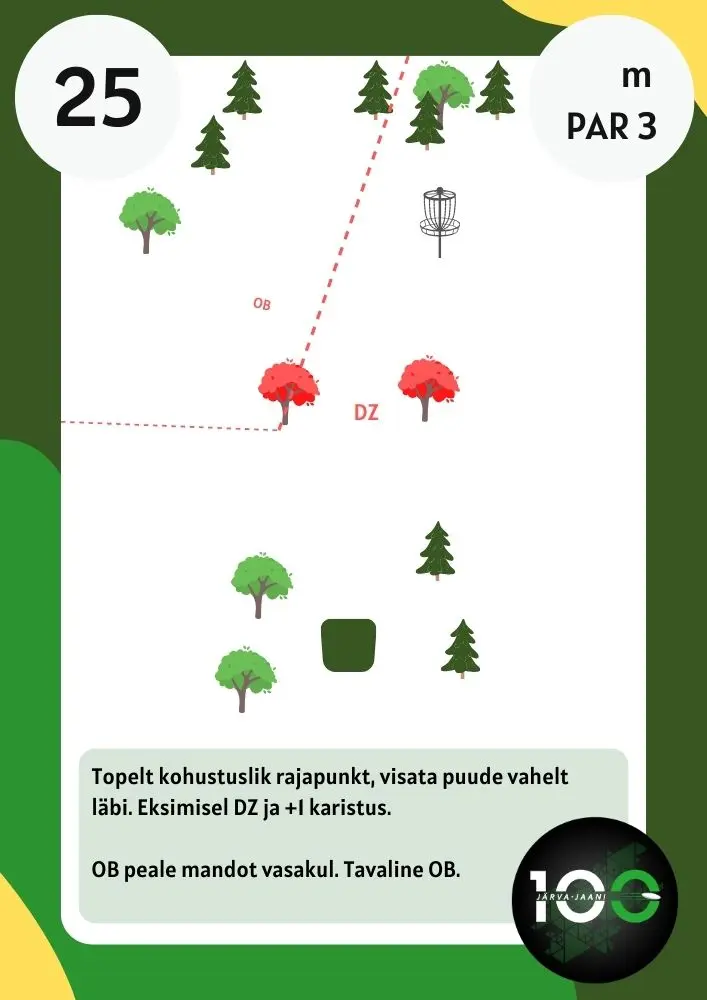 25
m
PAR 3
OB
DZ
Topelt kohustuslik rajapunkt, visata puude vahelt
läbi. Eksimisel DZ ja +1 karistus.
OB peale mandot vasakul. Tavaline OB.
100
JÄRVA-JAANI